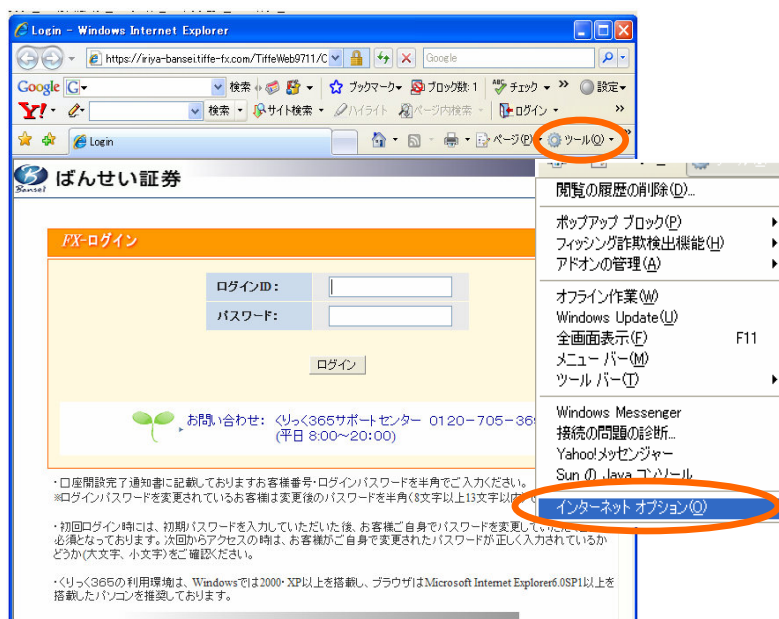 Login - Windows Internet Explorer
https://iriya-bansei.tiffe-fx.com/TiffeWeb9711/C
Google
Google
検索
ブックマーク
ブロック数: 1
チェック
設定
Y!
検索
サイト検索
ハイライト
ページ内検索
ログイン
Login
ページ(P)
ツール(O)
Bansei
ばんせい証券
閲覧の履歴の削除(D)...
ポップアップ ブロック(P)
フィッシング詐欺検出機能(H)
アドオンの管理(A)
オフライン作業(W)
Windows Update(U)
全画面表示(F) F11
メニュー バー(M)
ツール バー(T)
Windows Messenger
接続の問題の診断...
Yahoo!メッセンジャー
Sun の Java コンソール
インターネット オプション(O)
FX-ログイン
ログインID：
パスワード：
ログイン
お問い合わせ： くりっく365サポートセンター 0120-705-36
(平日 8:00～20:00)
・口座開設完了通知書に記載しておりますお客様番号・ログインパスワードを半角でご入力ください。
※ログインパスワードを変更されているお客様は変更後のパスワードを半角(8文字以上13文字以内)
・初回ログイン時には、初期パスワードを入力していただいた後、お客様ご自身でパスワードを変更して
必須となっております。次回からアクセスの時は、お客様がご自身で変更されたパスワードが正しく入力されているか
どうか(大文字、小文字)をご確認ください。
・くりっく365の利用環境は、Windowsでは2000・XP以上を搭載し、ブラウザはMicrosoft Internet Explorer6.0SP1以上を
搭載したパソコンを推奨しております。